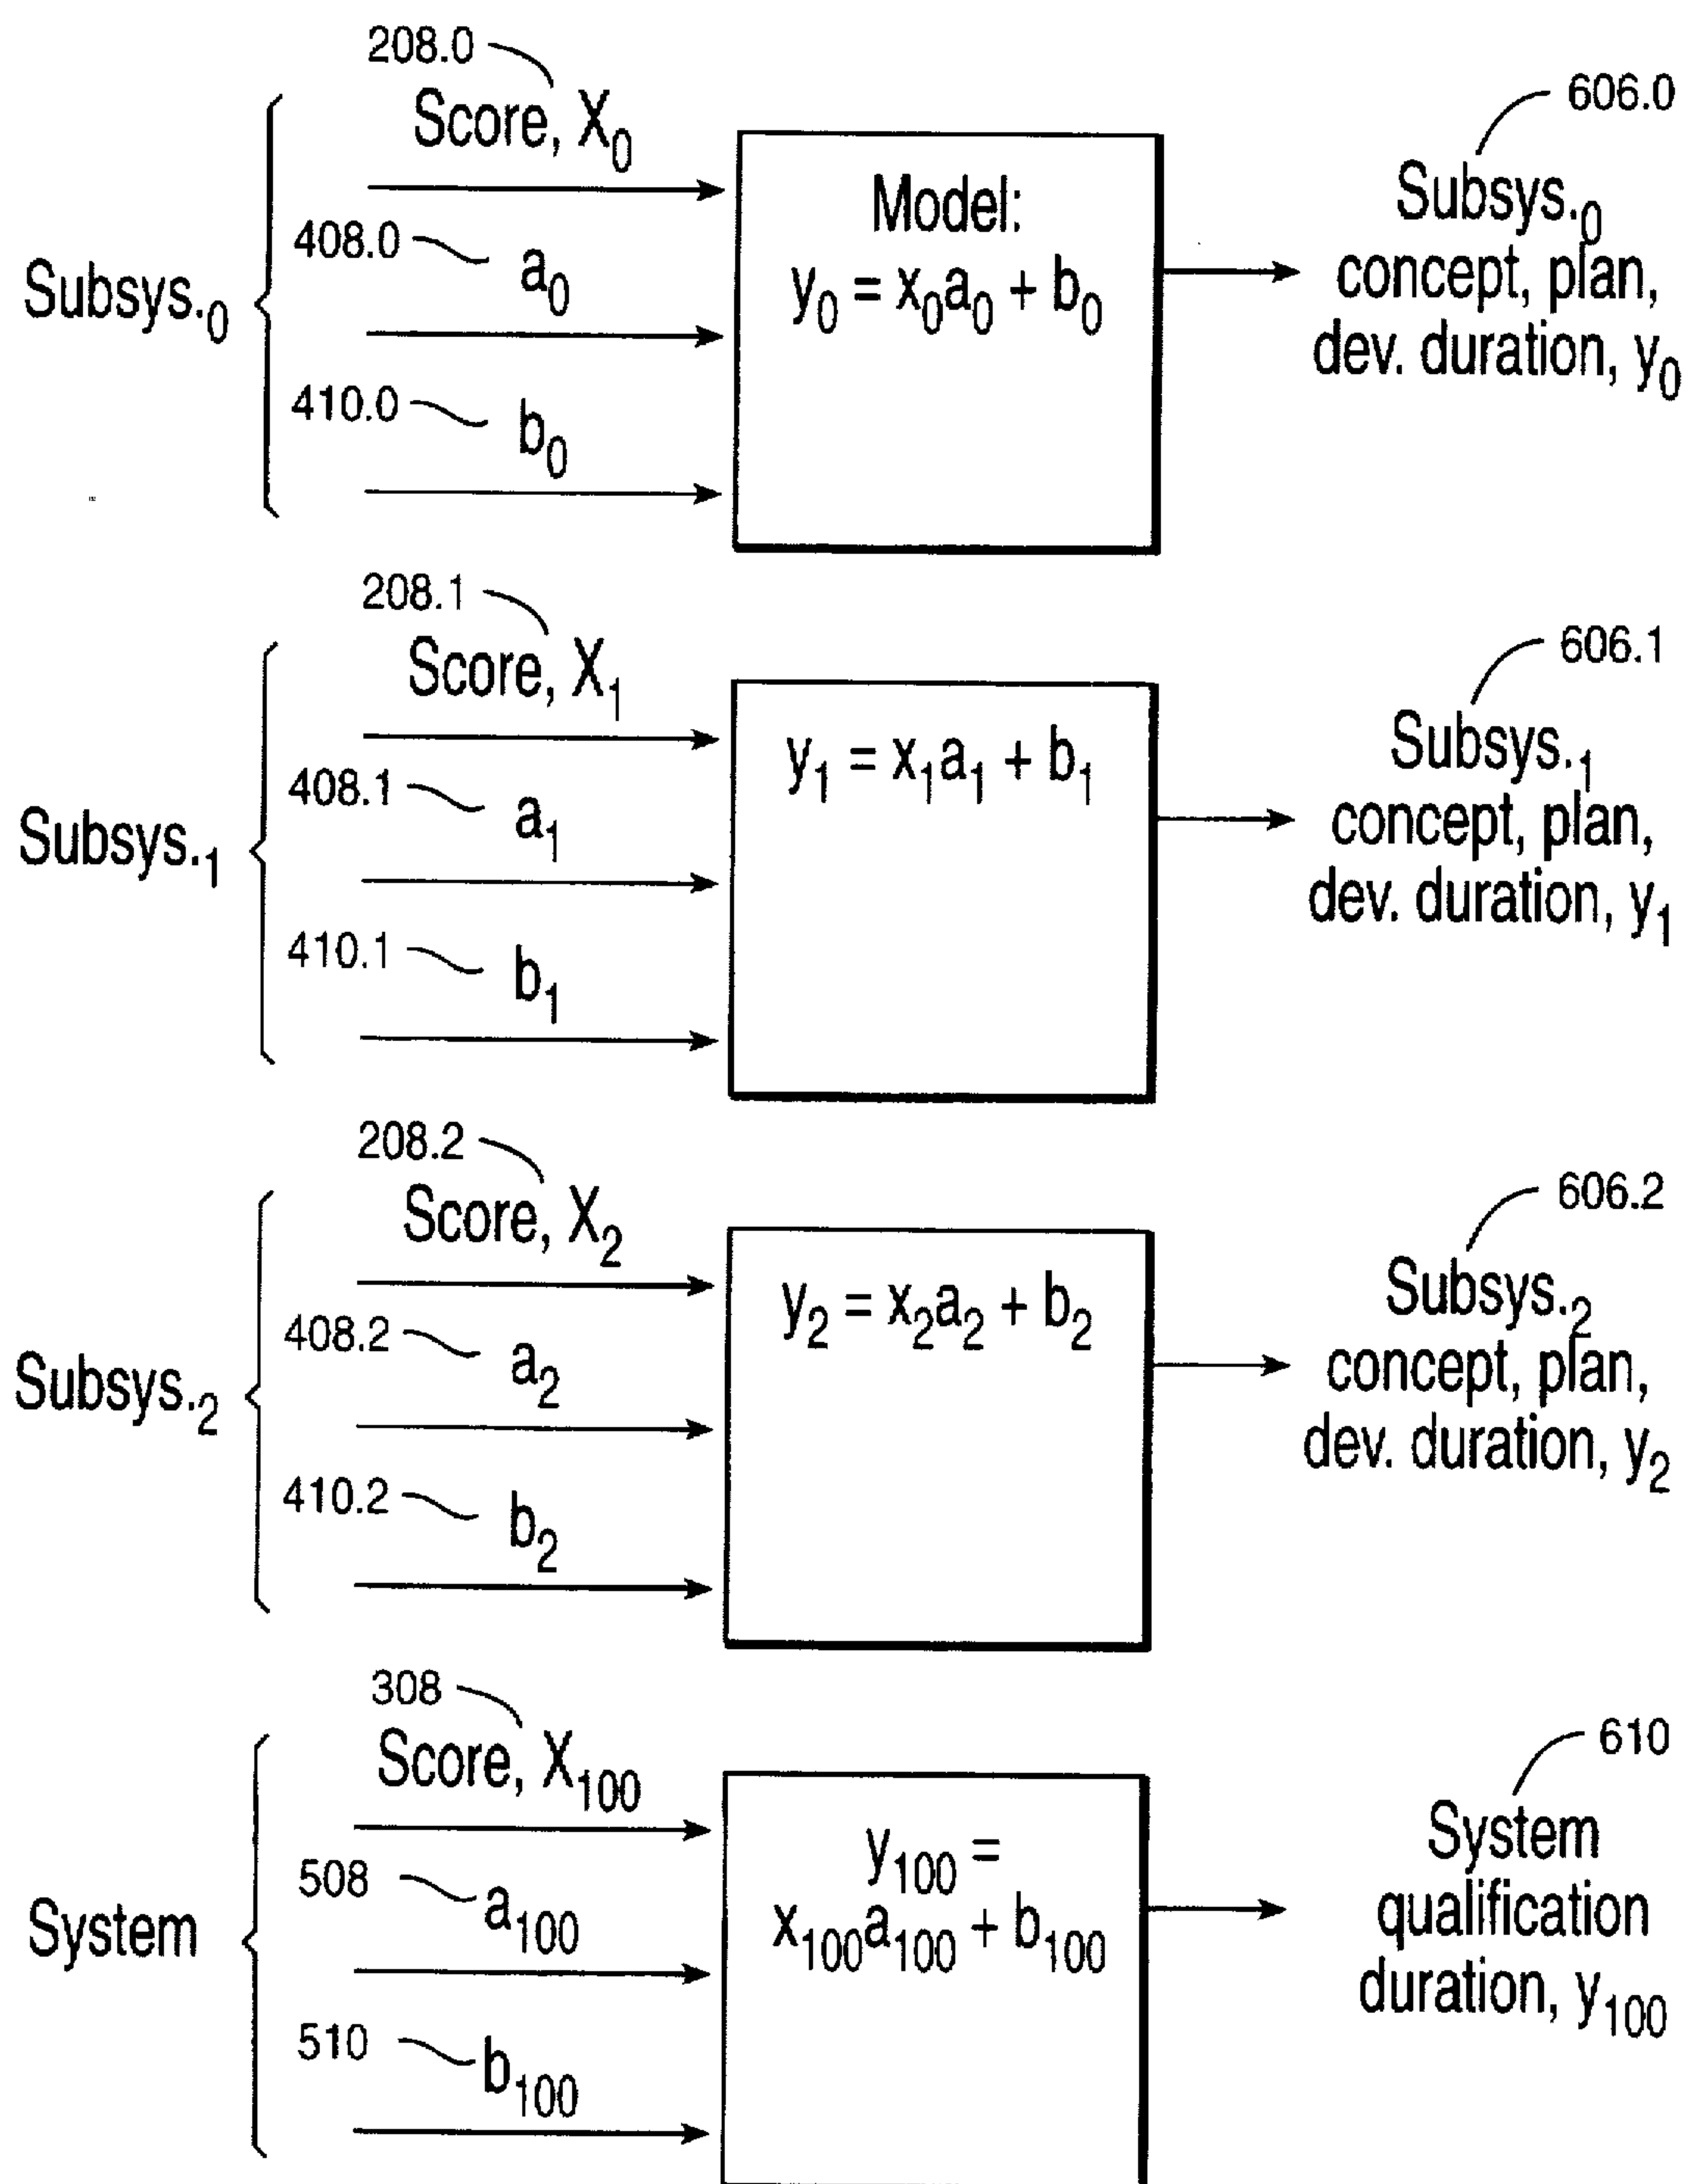 208.0
Score, X₀
606.0
Subsys.₀
408.0
a₀
410.0
b₀
Model:
y₀ = x₀a₀ + b₀
Subsys.₀
concept, plan,
dev. duration, y₀
208.1
Score, X₁
606.1
Subsys.₁
408.1
a₁
410.1
b₁
y₁ = x₁a₁ + b₁
Subsys.₁
concept, plan,
dev. duration, y₁
208.2
Score, X₂
606.2
Subsys.₂
408.2
a₂
410.2
b₂
y₂ = x₂a₂ + b₂
Subsys.₂
concept, plan,
dev. duration, y₂
308
Score, X₁₀₀
610
System
508
a₁₀₀
510
b₁₀₀
y₁₀₀ =
x₁₀₀a₁₀₀ + b₁₀₀
System
qualification
duration, y₁₀₀